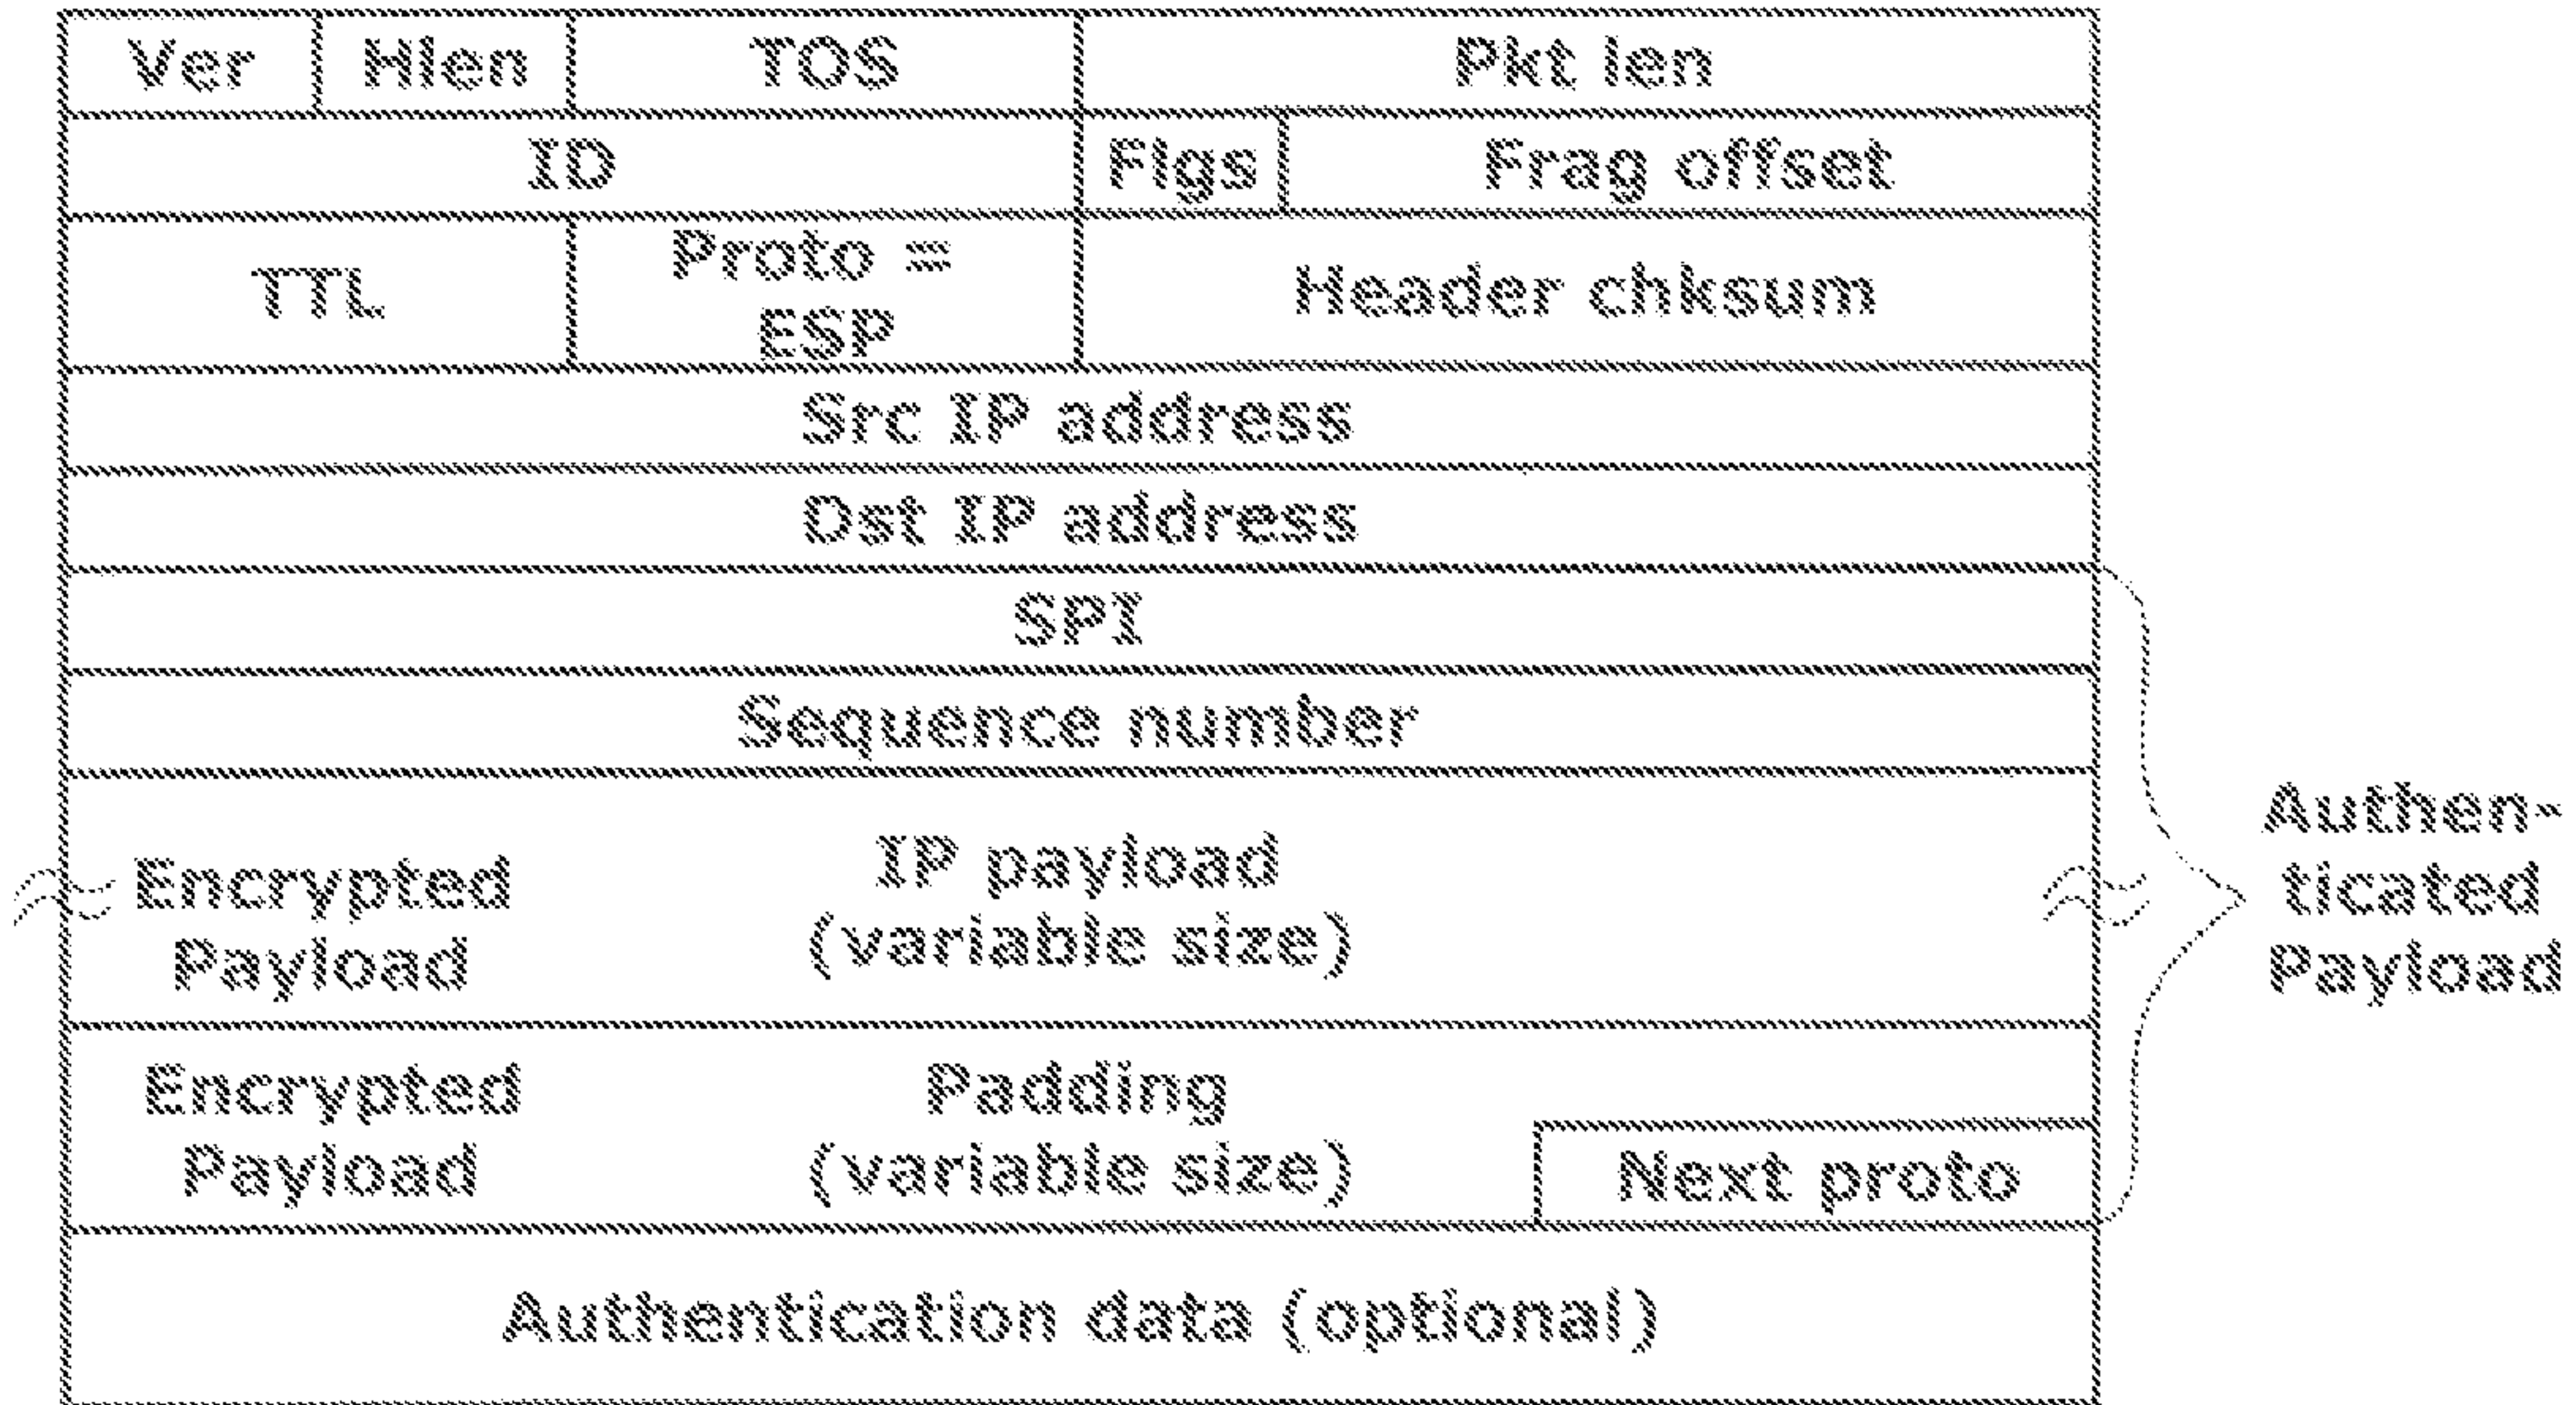 Ver Hlen TOS Pkt len
ID Flgs Frag offset
TTL Proto = ESP Header chksum
Src IP address
Dst IP address
SPI
Sequence number
Encrypted Payload
IP payload
(variable size)
Authen-
ticated
Payload
Encrypted Payload
Padding
(variable size)
Next proto
Authentication data (optional)